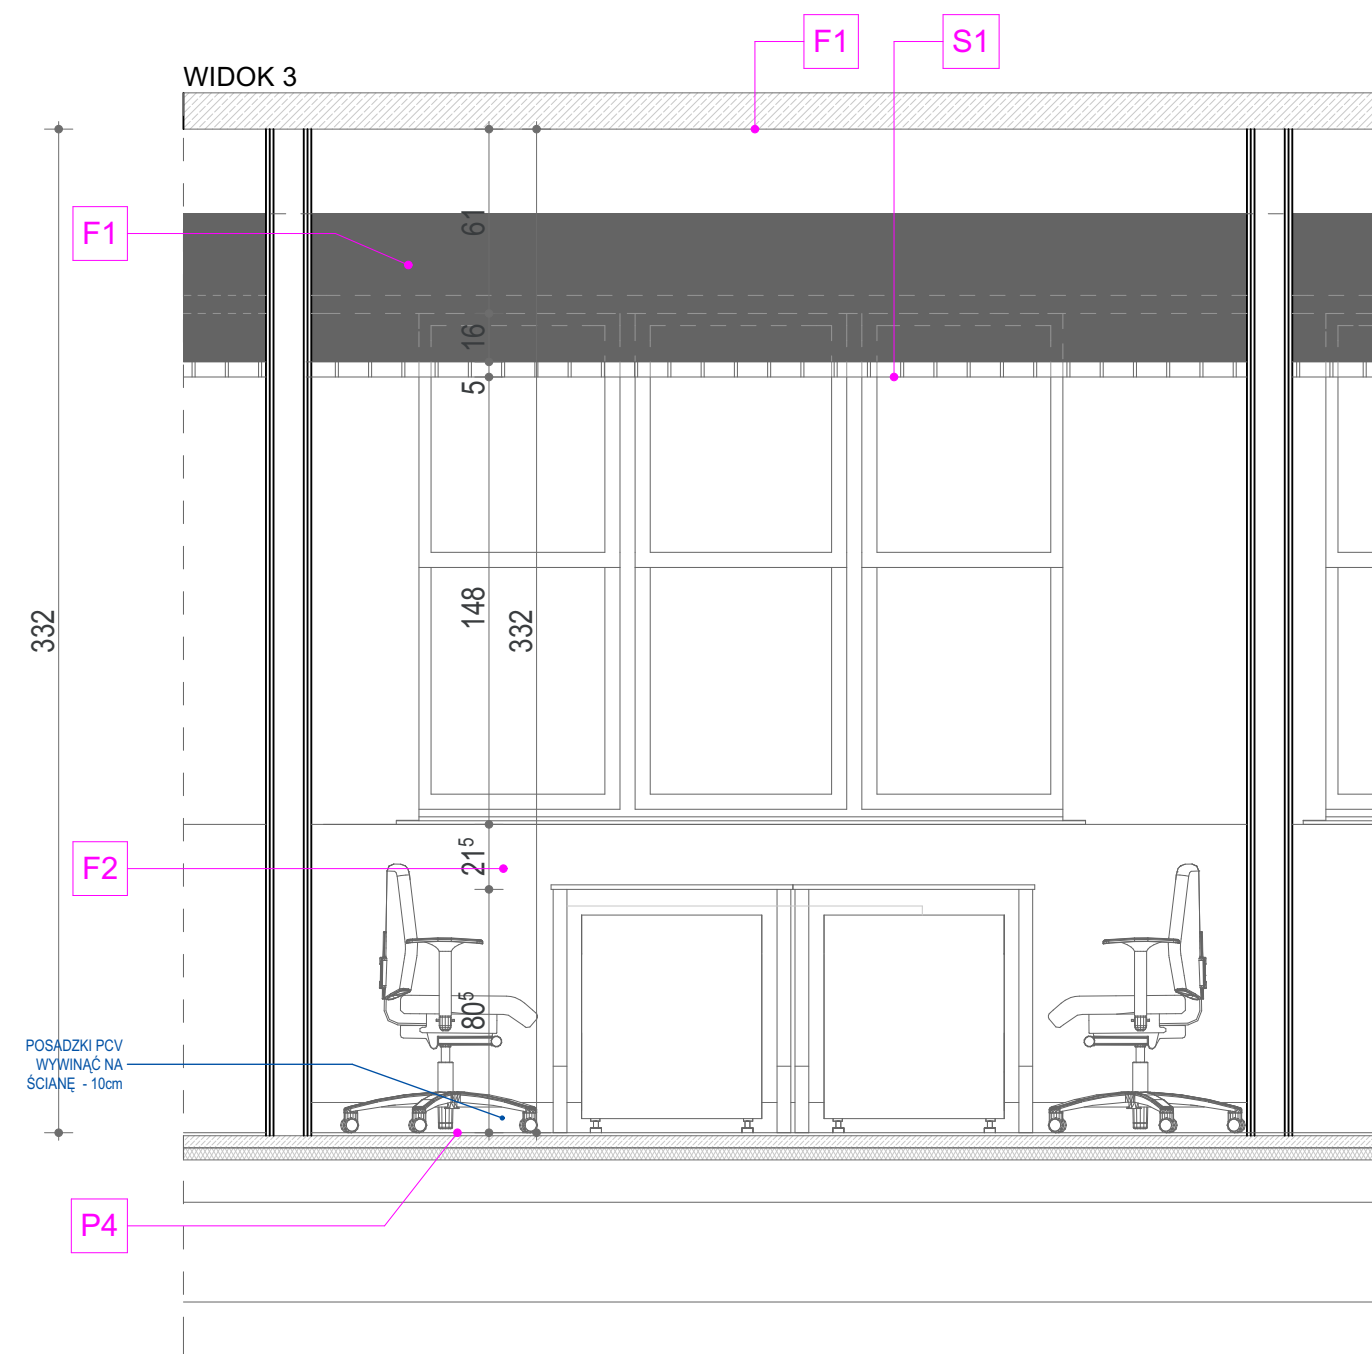 F1
S1
WIDOK 3
F1
61
16
5
332
148
332
F2
21⁵
80⁵
POSADZKI PCV
WYWINĄĆ NA
ŚCIANĘ - 10cm
P4